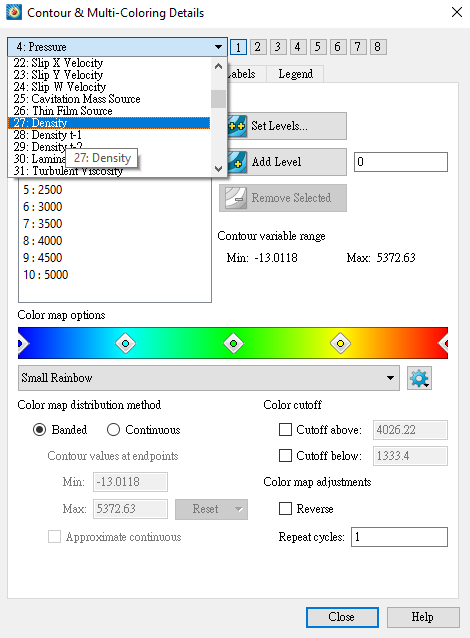 Contour & Multi-Coloring Details
4: Pressure
1 2 3 4 5 6 7 8
22: Slip X Velocity
23: Slip Y Velocity
24: Slip W Velocity
25: Cavitation Mass Source
26: Thin Film Source
27: Density
28: Density t-1
29: Density t-2
30: Lamina
31: Turbulent Viscosity
27: Density
Labels Legend
Set Levels...
Add Level 0
Remove Selected
5 : 2500
6 : 3000
7 : 3500
8 : 4000
9 : 4500
10 : 5000
Contour variable range
Min: -13.0118 Max: 5372.63
Color map options
Small Rainbow
Color map distribution method
Banded Continuous
Contour values at endpoints
Min: -13.0118
Max: 5372.63 Reset
Approximate continuous
Color cutoff
Cutoff above: 4026.22
Cutoff below: 1333.4
Color map adjustments
Reverse
Repeat cycles: 1
Close Help